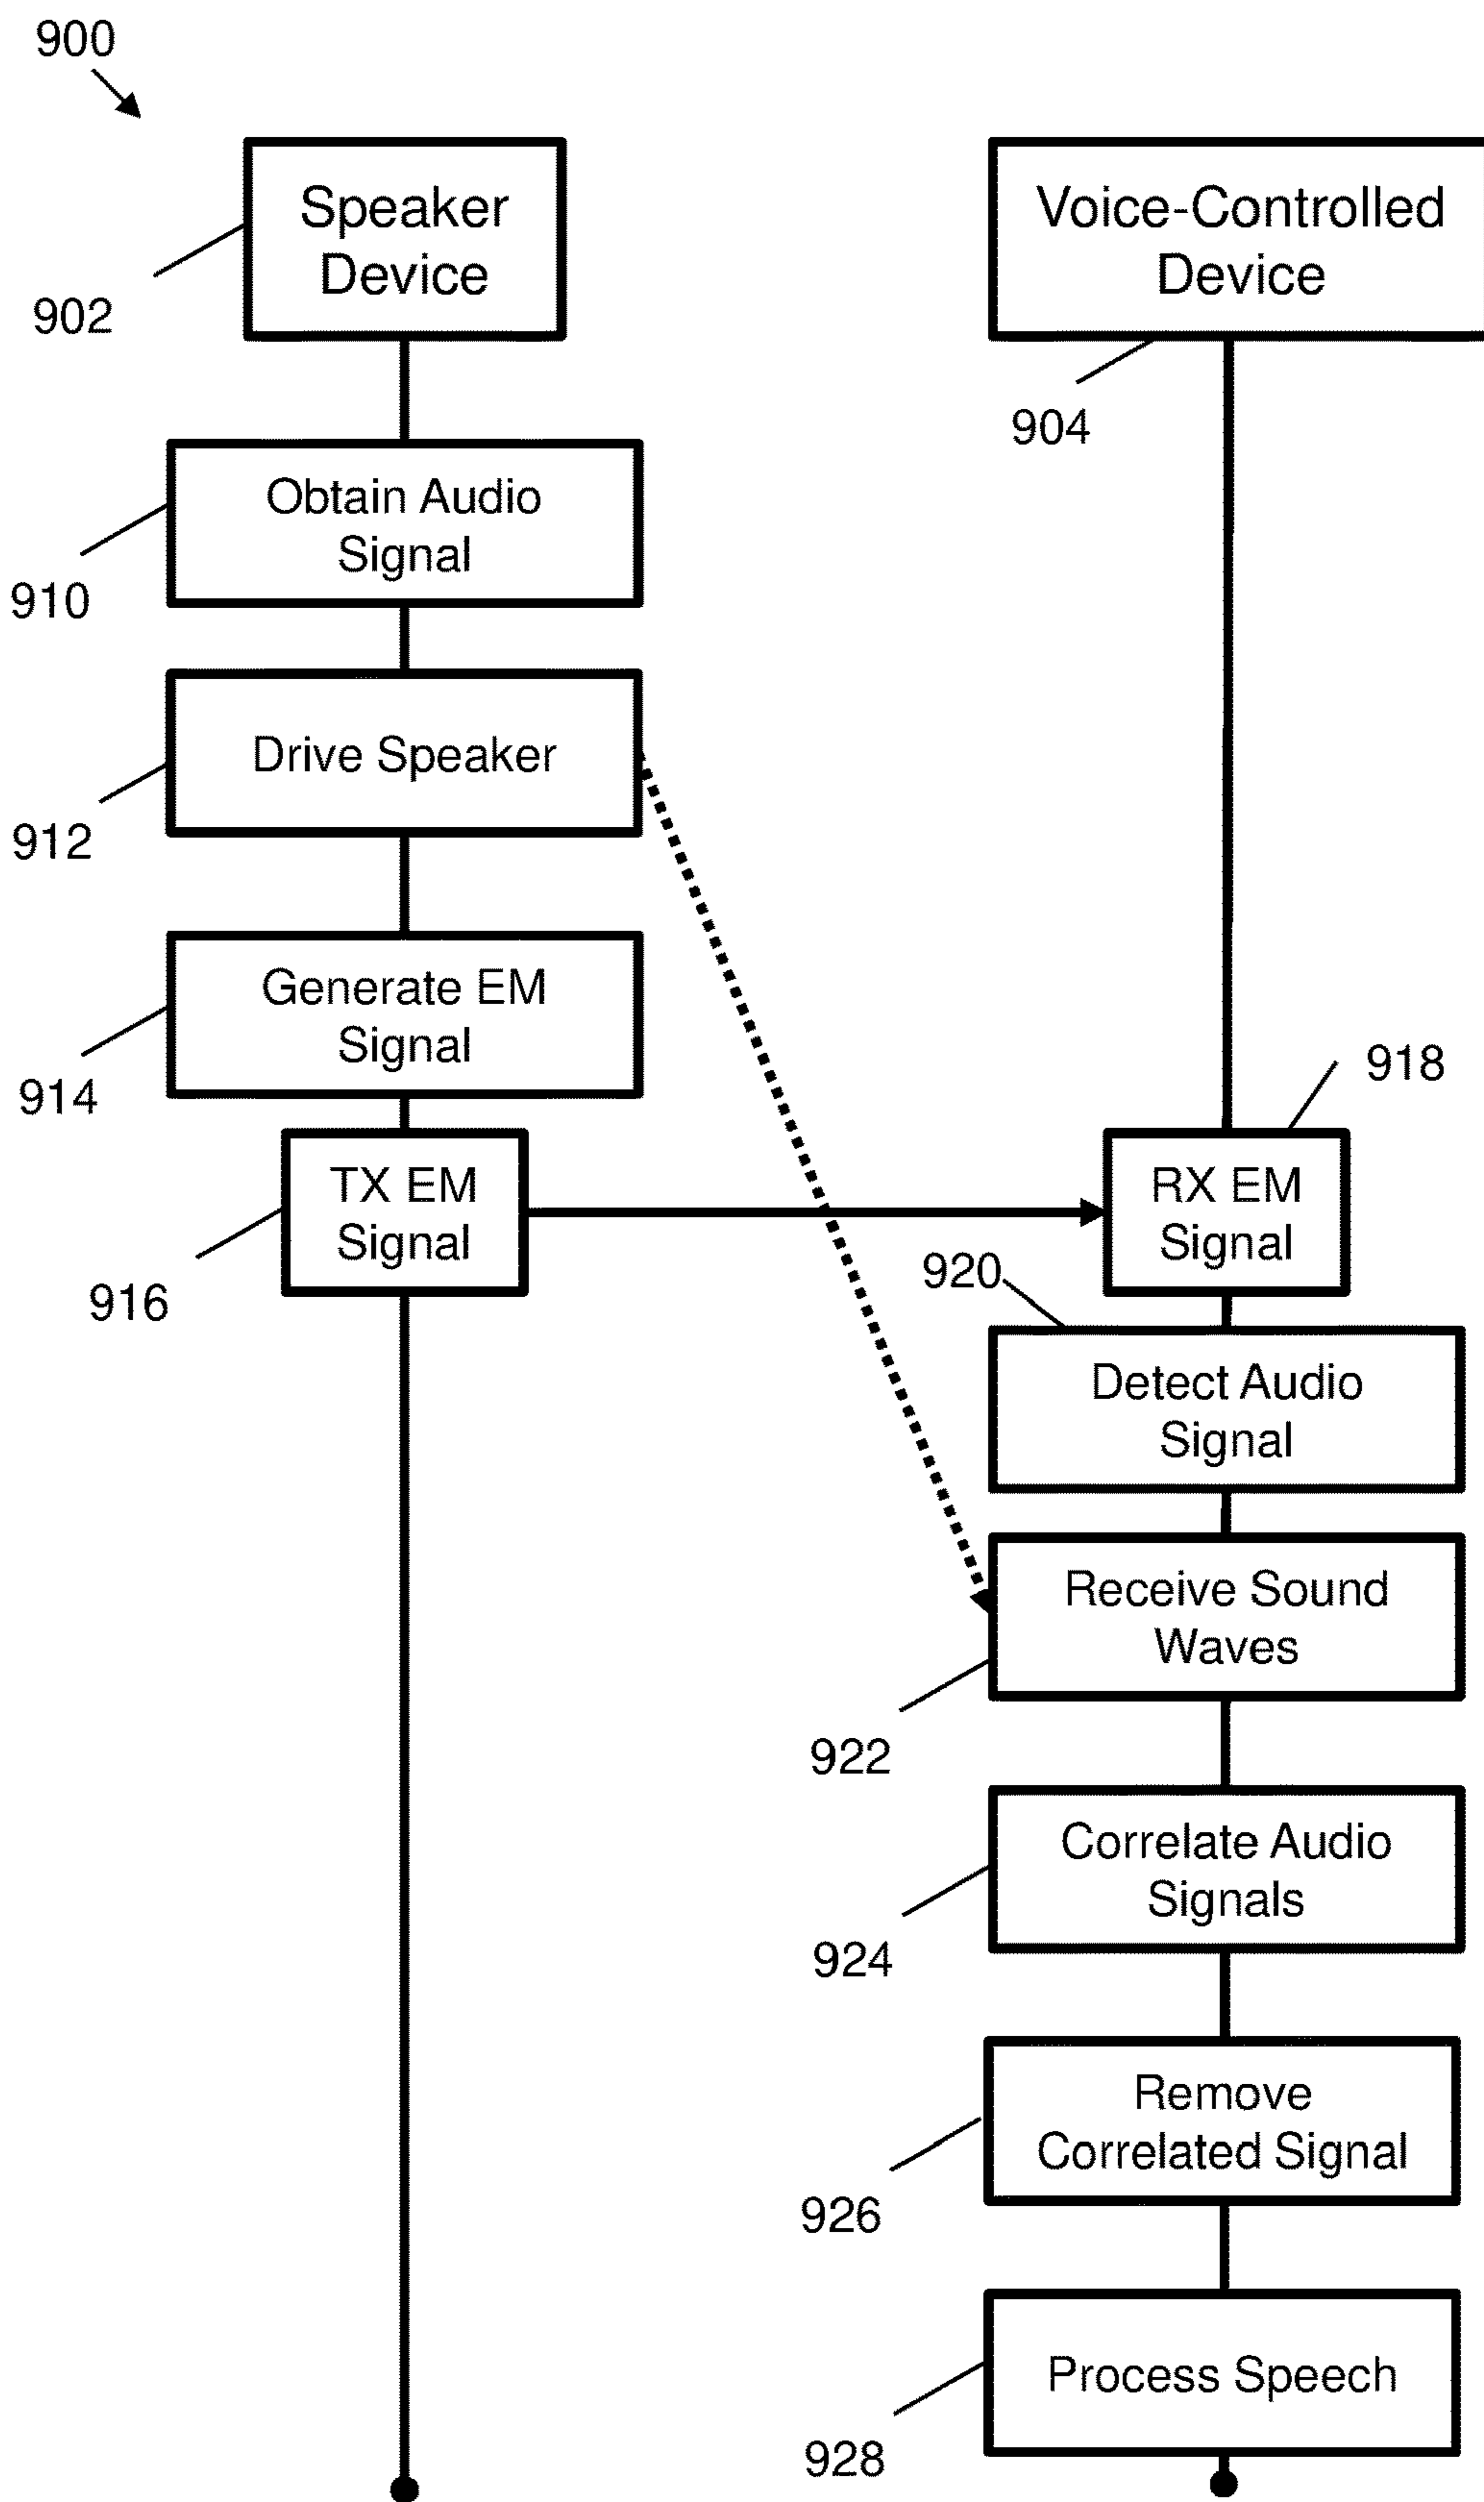 900
Speaker
Device
902
Voice-Controlled
Device
904
Obtain Audio
Signal
910
Drive Speaker
912
Generate EM
Signal
914
TX EM
Signal
916
918
RX EM
Signal
920
Detect Audio
Signal
Receive Sound
Waves
922
Correlate Audio
Signals
924
Remove
Correlated Signal
926
Process Speech
928